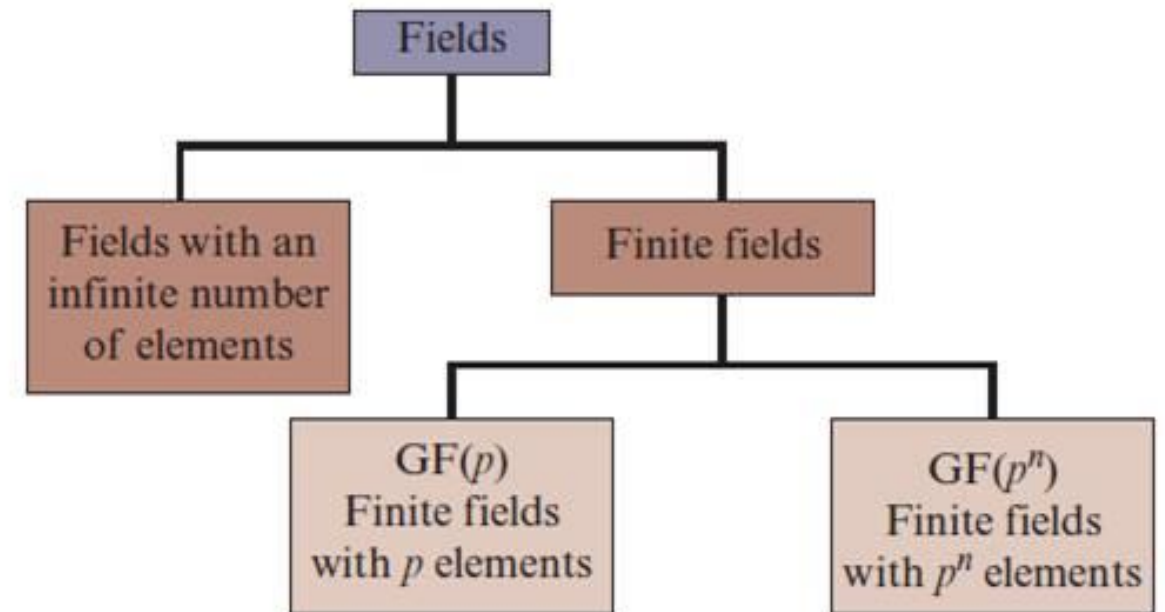 Fields
Fields with an
infinite number
of elements
Finite fields
GF(p)
Finite fields
with p elements
GF(pⁿ)
Finite fields
with pⁿ elements